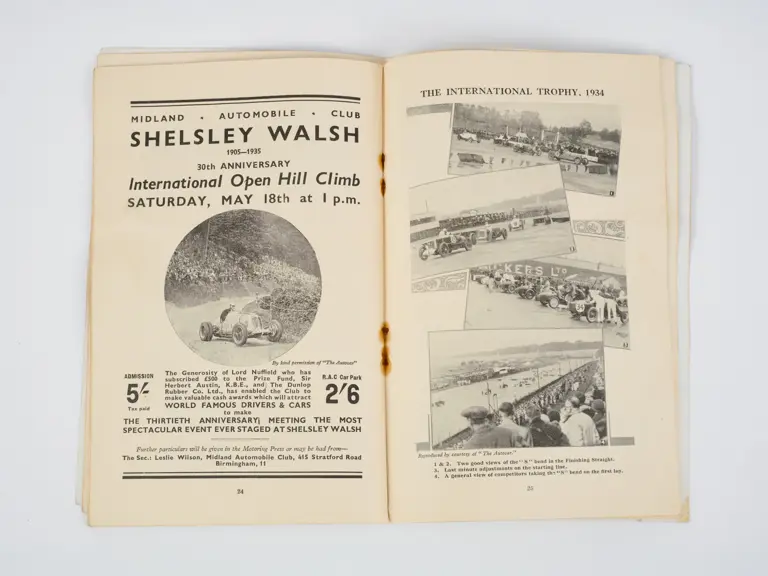 MIDLAND · AUTOMOBILE · CLUB
SHELSLEY WALSH
1905—1935
30th ANNIVERSARY
International Open Hill Climb
SATURDAY, MAY 18th at 1 p.m.
By kind permission of "The Autocar"
ADMISSION
5/-
Tax paid
The Generosity of Lord Nuffield who has
subscribed £500 to the Prize Fund, Sir
Herbert Austin, K.B.E., and The Dunlop
Rubber Co. Ltd., has enabled the Club to
make valuable cash awards which will attract
WORLD FAMOUS DRIVERS & CARS
to make
R.A.C Car Park
2'6
THE THIRTIETH ANNIVERSARY MEETING THE MOST
SPECTACULAR EVENT EVER STAGED AT SHELSLEY WALSH
Further particulars will be given in the Motoring Press or may be had from—
The Sec.: Leslie Wilson, Midland Automobile Club, 415 Stratford Road
Birmingham, 11
24
THE INTERNATIONAL TROPHY, 1934
KERS LTD
Reproduced by courtesy of "The Autocar"
1 & 2. Two good views of the "S" bend in the Finishing Straight.
3. Last minute adjustments on the starting line.
4. A general view of competitors taking the "S" bend on the first lap.
25